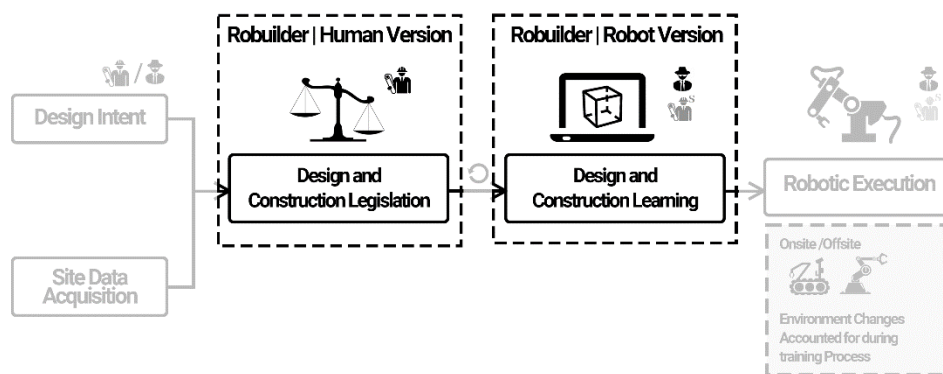 Robuilder | Human Version
Robuilder | Robot Version
/
S
S
Design Intent
Design and
Construction Legislation
Design and
Construction Learning
Robotic Execution
Site Data
Acquisition
Onsite /Offsite
Environment Changes
Accounted for during
training Process